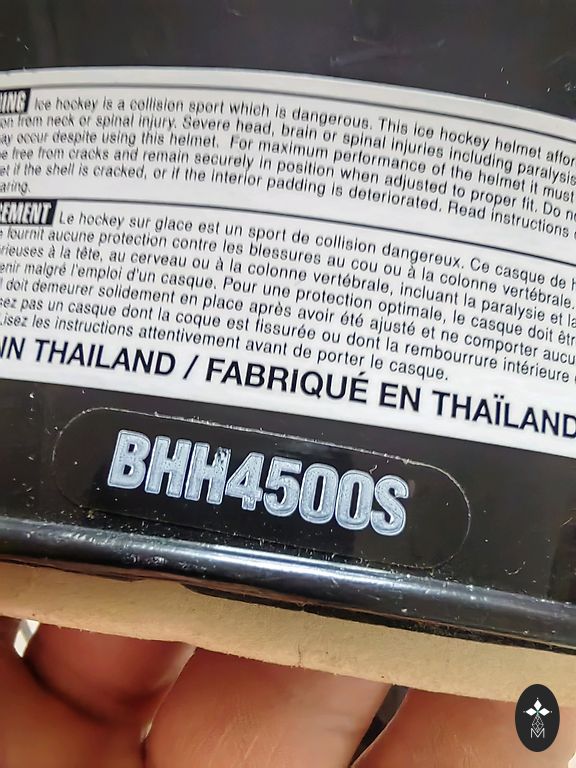 ING Ice hockey is a collision sport which is dangerous. This ice hockey helmet affor
on from neck or spinal injury. Severe head, brain or spinal injuries including paralysis
ay occur despite using this helmet. For maximum performance of the helmet it must
e free from cracks and remain securely in position when adjusted to proper fit. Do no
et if the shell is cracked, or if the interior padding is deteriorated. Read instructions
aring.
EMENT Le hockey sur glace est un sport de collision dangereux. Ce casque de h
e fournit aucune protection contre les blessures au cou ou à la colonne vertébrale.
érieuses à la tête, au cerveau ou à la colonne vertébrale, incluant la paralysie et la
enir malgré l'emploi d'un casque. Pour une protection optimale, le casque doit êtr
l doit demeurer solidement en place après avoir été ajusté et ne comporter aucu
sez pas un casque dont la coque est fissurée ou dont la rembourrure intérieure
Lisez les instructions attentivement avant de porter le casque.
NN THAILAND / FABRIQUÉ EN THAÏLAND
BHH4500S
M